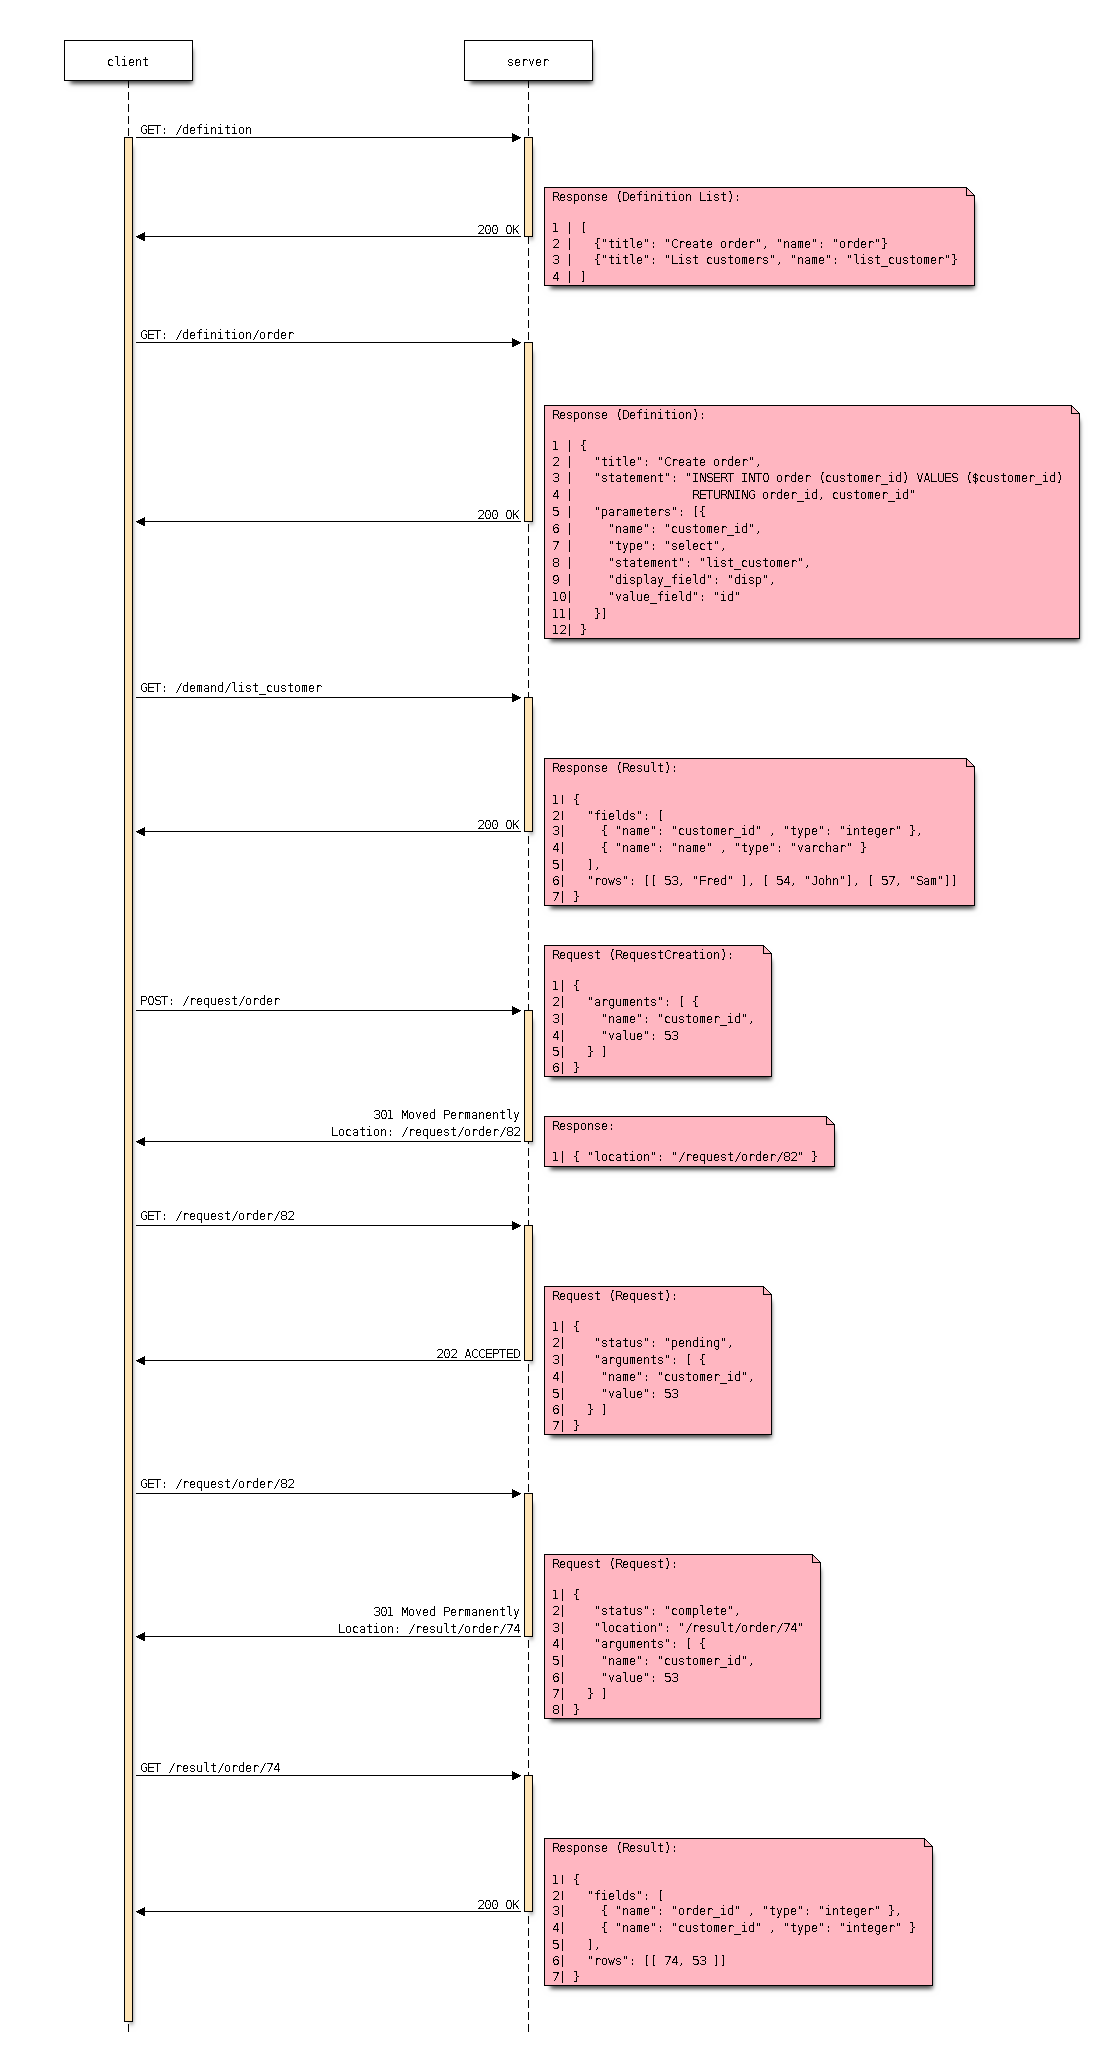 client
server
GET: /definition
Response (Definition List):
1 | [
200 OK
2 |   {"title": "Create order", "name": "order"}
3 |   {"title": "List customers", "name": "list_customer"}
4 | ]
GET: /definition/order
Response (Definition):
1 | {
2 |   "title": "Create order",
3 |   "statement": "INSERT INTO order (customer_id) VALUES ($customer_id)
4 |                 RETURNING order_id, customer_id"
200 OK
5 |   "parameters": [{
6 |     "name": "customer_id",
7 |     "type": "select",
8 |     "statement": "list_customer",
9 |     "display_field": "disp",
10|     "value_field": "id"
11|   }]
12| }
GET: /demand/list_customer
Response (Result):
1| {
2|   "fields": [
200 OK
3|     { "name": "customer_id" , "type": "integer" },
4|     { "name": "name" , "type": "varchar" }
5|   ],
6|   "rows": [[ 53, "Fred" ], [ 54, "John"], [ 57, "Sam"]]
7| }
Request (RequestCreation):
1| {
POST: /request/order
2|   "arguments": [ {
3|     "name": "customer_id",
4|     "value": 53
5|   } ]
6| }
301 Moved Permanently
Location: /request/order/82
Response:
1| { "location": "/request/order/82" }
GET: /request/order/82
Request (Request):
1| {
2|    "status": "pending",
202 ACCEPTED
3|    "arguments": [ {
4|     "name": "customer_id",
5|     "value": 53
6|   } ]
7| }
GET: /request/order/82
Request (Request):
1| {
2|    "status": "complete",
301 Moved Permanently
Location: /result/order/74
3|    "location": "/result/order/74"
4|    "arguments": [ {
5|     "name": "customer_id",
6|     "value": 53
7|   } ]
8| }
GET /result/order/74
Response (Result):
1| {
2|   "fields": [
200 OK
3|     { "name": "order_id" , "type": "integer" },
4|     { "name": "customer_id" , "type": "integer" }
5|   ],
6|   "rows": [[ 74, 53 ]]
7| }